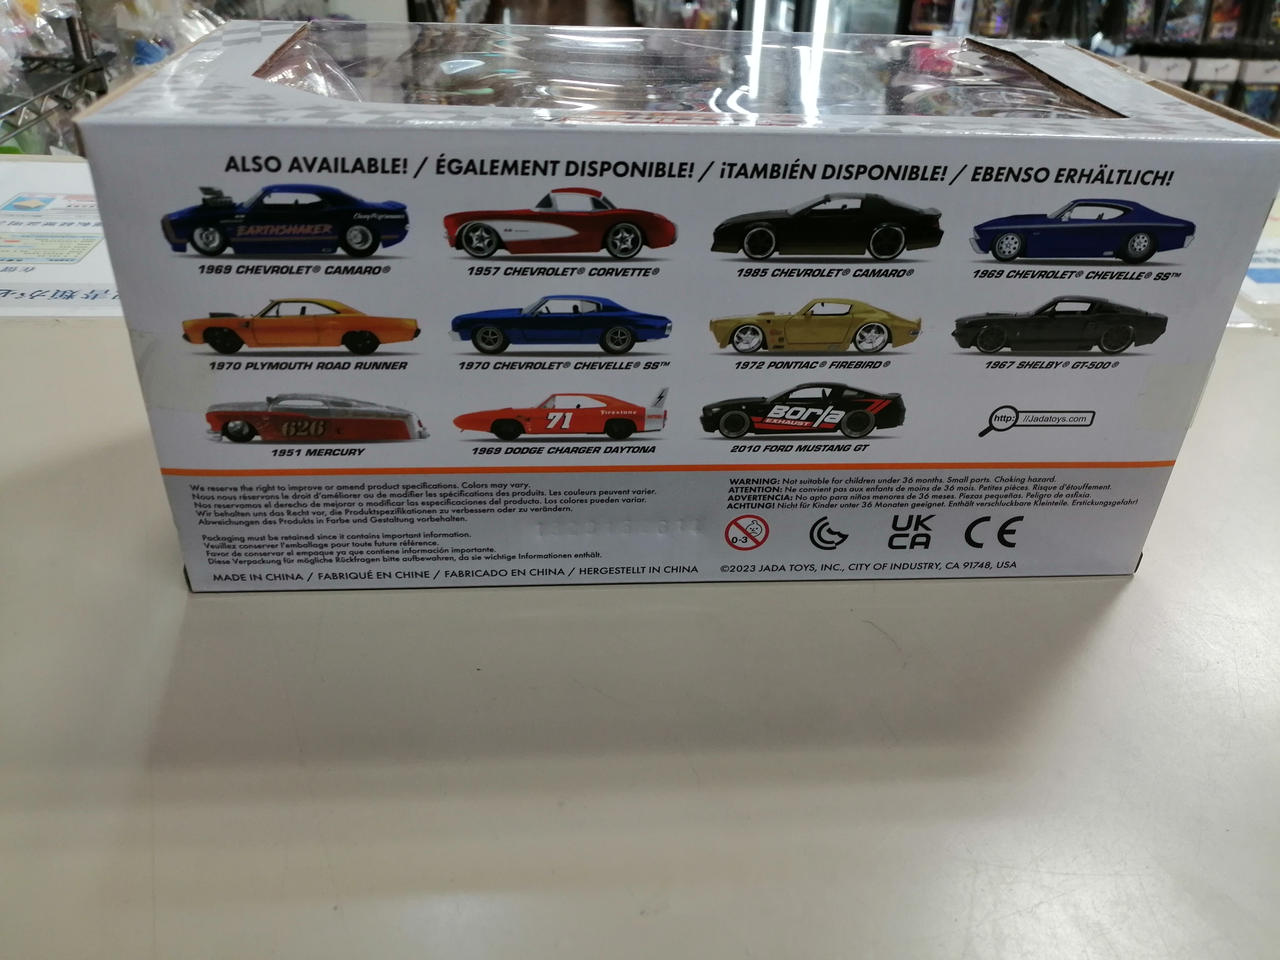 ALSO AVAILABLE! / ÉGALEMENT DISPONIBLE! / ¡TAMBIÉN DISPONIBLE! / EBENSO ERHÄLTLICH!
EARTHSHAKER
1969 CHEVROLET® CAMARO®
1957 CHEVROLET® CORVETTE®
1985 CHEVROLET® CAMARO®
1969 CHEVROLET® CHEVELLE® SS™
1970 PLYMOUTH ROAD RUNNER
1970 CHEVROLET® CHEVELLE® SS™
1972 PONTIAC® FIREBIRD®
1967 SHELBY® GT-500®
626
71 Firestone
Borla
EXHAUST
http: //Jadatoys.com
1951 MERCURY
1969 DODGE CHARGER DAYTONA
2010 FORD MUSTANG GT
We reserve the right to improve or amend product specifications. Colors may vary.
Nous nous réservons le droit d'améliorer ou de modifier les spécifications des produits. Les couleurs peuvent varier.
Nos reservamos el derecho de mejorar o modificar las especificaciones del producto. Los colores pueden variar.
Wir behalten uns das Recht vor, die Produktspezifikationen zu verbessern oder zu verändern.
Abweichungen des Produkts in Farbe und Gestaltung vorbehalten.
Packaging must be retained since it contains important information.
Veuillez conserver l'emballage pour toute future référence.
Favor de conservar el empaque ya que contiene información importante.
Diese Verpackung für mögliche Rückfragen bitte aufbewahren, da sie wichtige Informationen enthält.
MADE IN CHINA / FABRIQUÉ EN CHINE / FABRICADO EN CHINA / HERGESTELLT IN CHINA
WARNING: Not suitable for children under 36 months. Small parts. Choking hazard.
ATTENTION: Ne convient pas aux enfants de moins de 36 mois. Petites pièces. Risque d'étouffement.
ADVERTENCIA: No apto para niños menores de 36 meses. Piezas pequeñas. Peligro de asfixia.
ACHTUNG! Nicht für Kinder unter 36 Monaten geeignet. Enthält verschluckbare Kleinteile. Erstickungsgefahr!
0-3
UK
CA
CE
©2023 JADA TOYS, INC., CITY OF INDUSTRY, CA 91748, USA